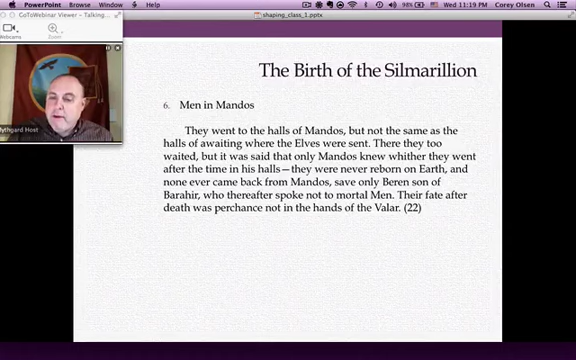 PowerPoint Browse Window Help
98% 11:19 PM Corey Olsen
GoToWebinar Viewer - Talking...
shaping_class_1.pptx
Webcams Zoom
Mythgard Host
The Birth of the Silmarillion
6. Men in Mandos
They went to the halls of Mandos, but not the same as the
halls of awaiting where the Elves were sent. There they too
waited, but it was said that only Mandos knew whither they went
after the time in his halls—they were never reborn on Earth, and
none ever came back from Mandos, save only Beren son of
Barahir, who thereafter spoke not to mortal Men. Their fate after
death was perchance not in the hands of the Valar. (22)